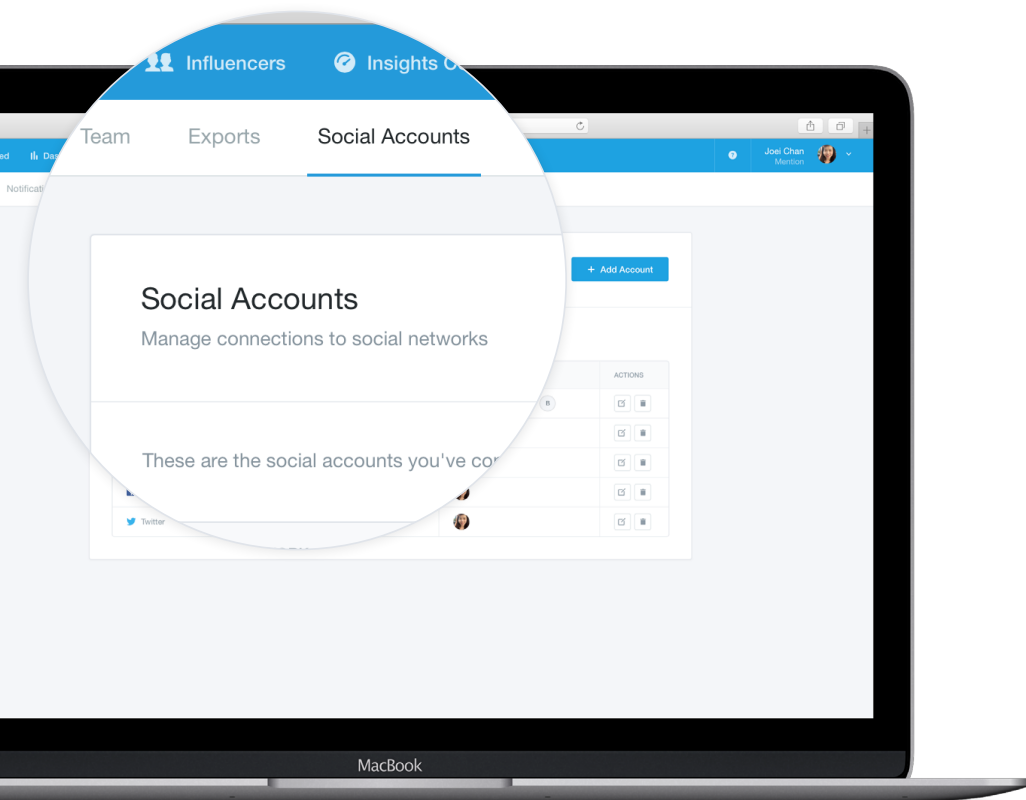 Influencers
Insights
Team
Exports
Social Accounts
Joei Chan
Mention
Social Accounts
Manage connections to social networks
+ Add Account
ACTIONS
B
These are the social accounts you've
Twitter
MacBook